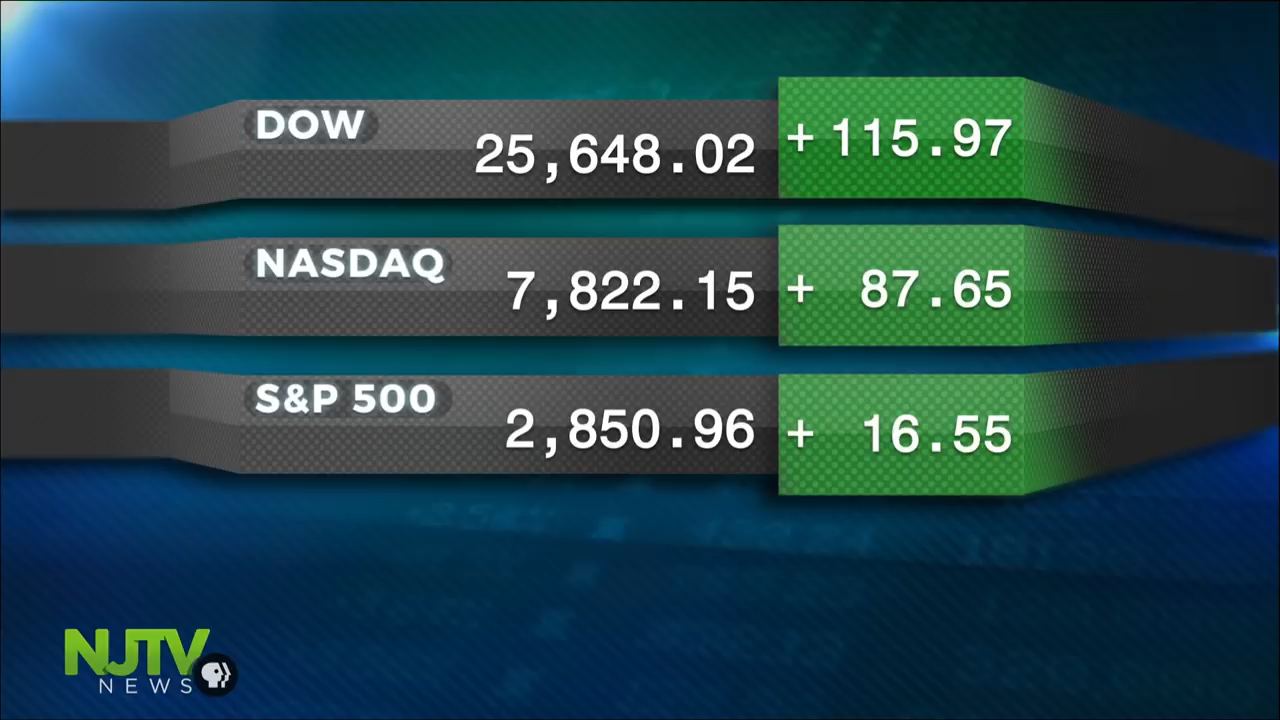 DOW 25,648.02 + 115.97
NASDAQ 7,822.15 + 87.65
S&P 500 2,850.96 + 16.55
NJTV
NEWS